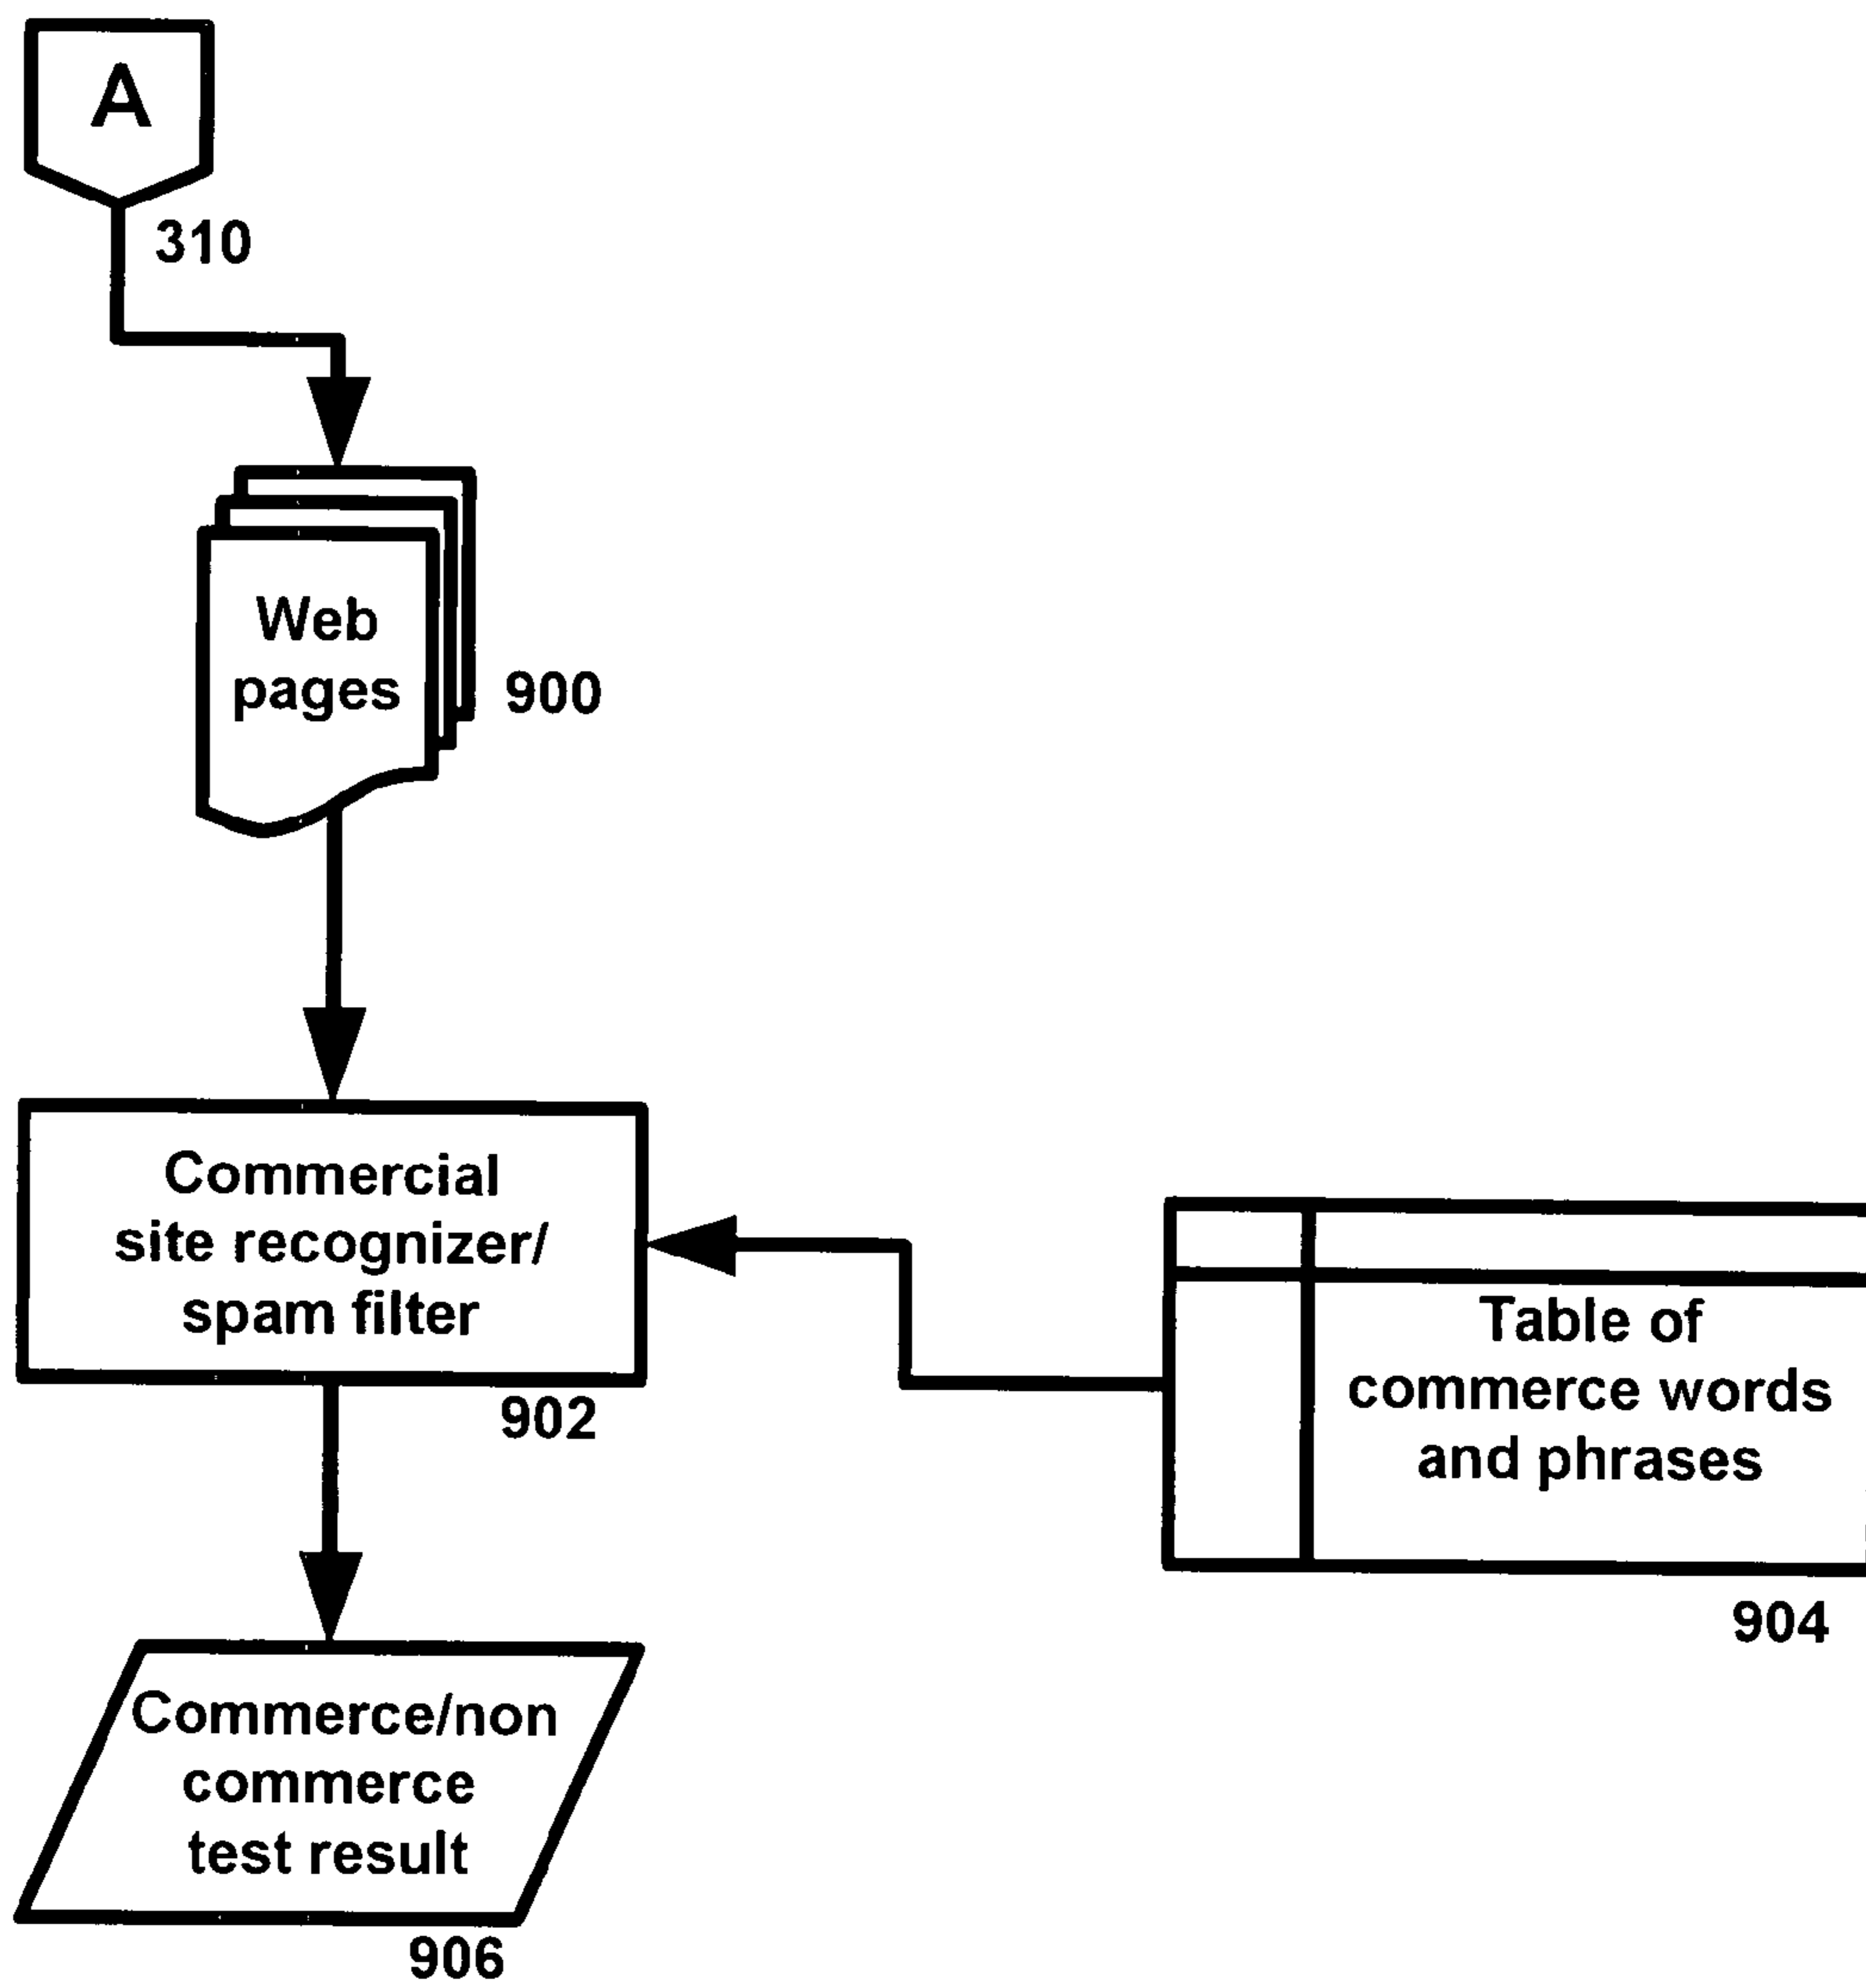 A
310
Web
pages
900
Commercial
site recognizer/
spam filter
902
Table of
commerce words
and phrases
904
Commerce/non
commerce
test result
906